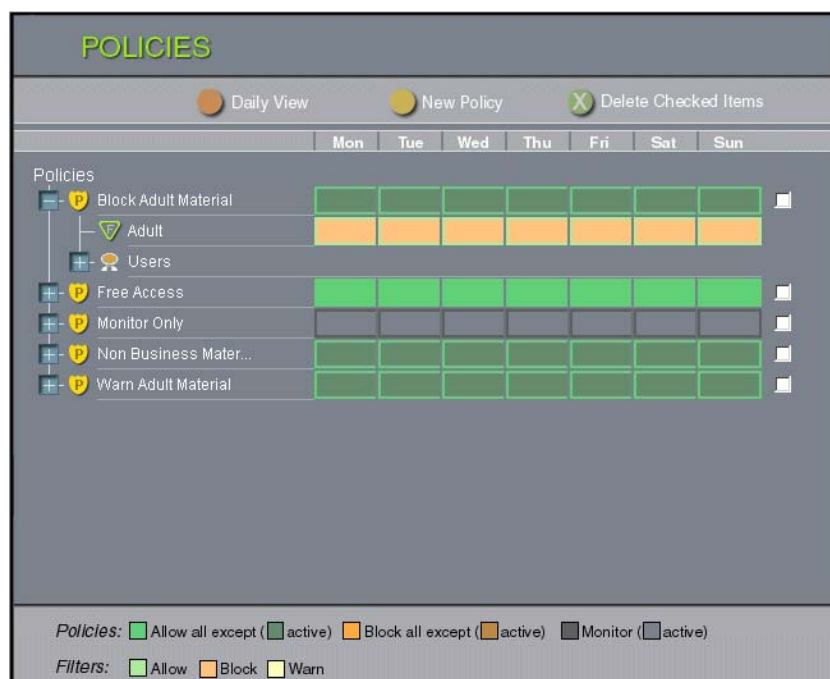 POLICIES
Daily View New Policy X Delete Checked Items
Mon Tue Wed Thu Fri Sat Sun
Policies
P Block Adult Material
F Adult
Users
P Free Access
P Monitor Only
P Non Business Mater...
P Warn Adult Material
Policies: Allow all except ( active) Block all except ( active) Monitor ( active)
Filters: Allow Block Warn